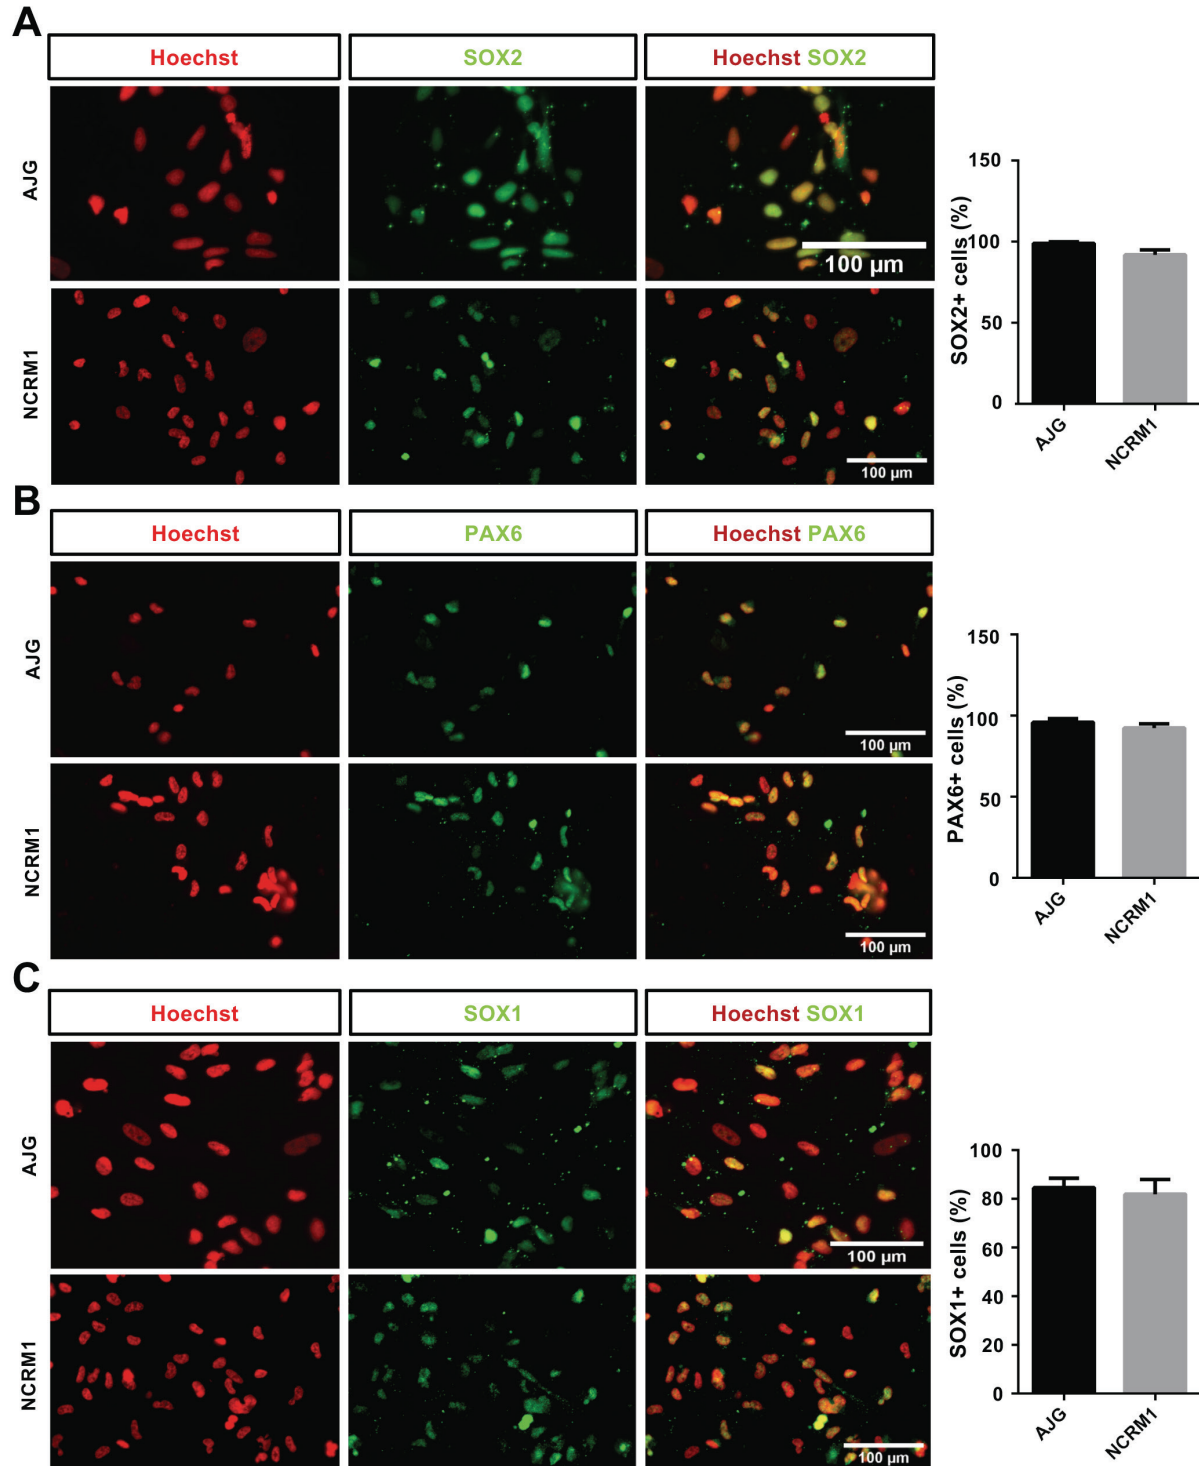 A
Hoechst SOX2 Hoechst SOX2
AJG
100 µm
NCRM1
100 µm
SOX2+ cells (%)
150
100
50
0
AJG NCRM1
B
Hoechst PAX6 Hoechst PAX6
AJG
100 µm
NCRM1
100 µm
PAX6+ cells (%)
150
100
50
0
AJG NCRM1
C
Hoechst SOX1 Hoechst SOX1
AJG
100 µm
NCRM1
100 µm
SOX1+ cells (%)
100
80
60
40
20
0
AJG NCRM1